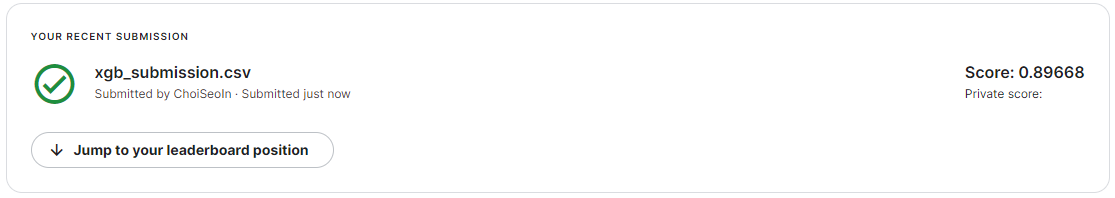 YOUR RECENT SUBMISSION
xgb_submission.csv
Score: 0.89668
Submitted by ChoiSeoIn · Submitted just now
Private score:
Jump to your leaderboard position